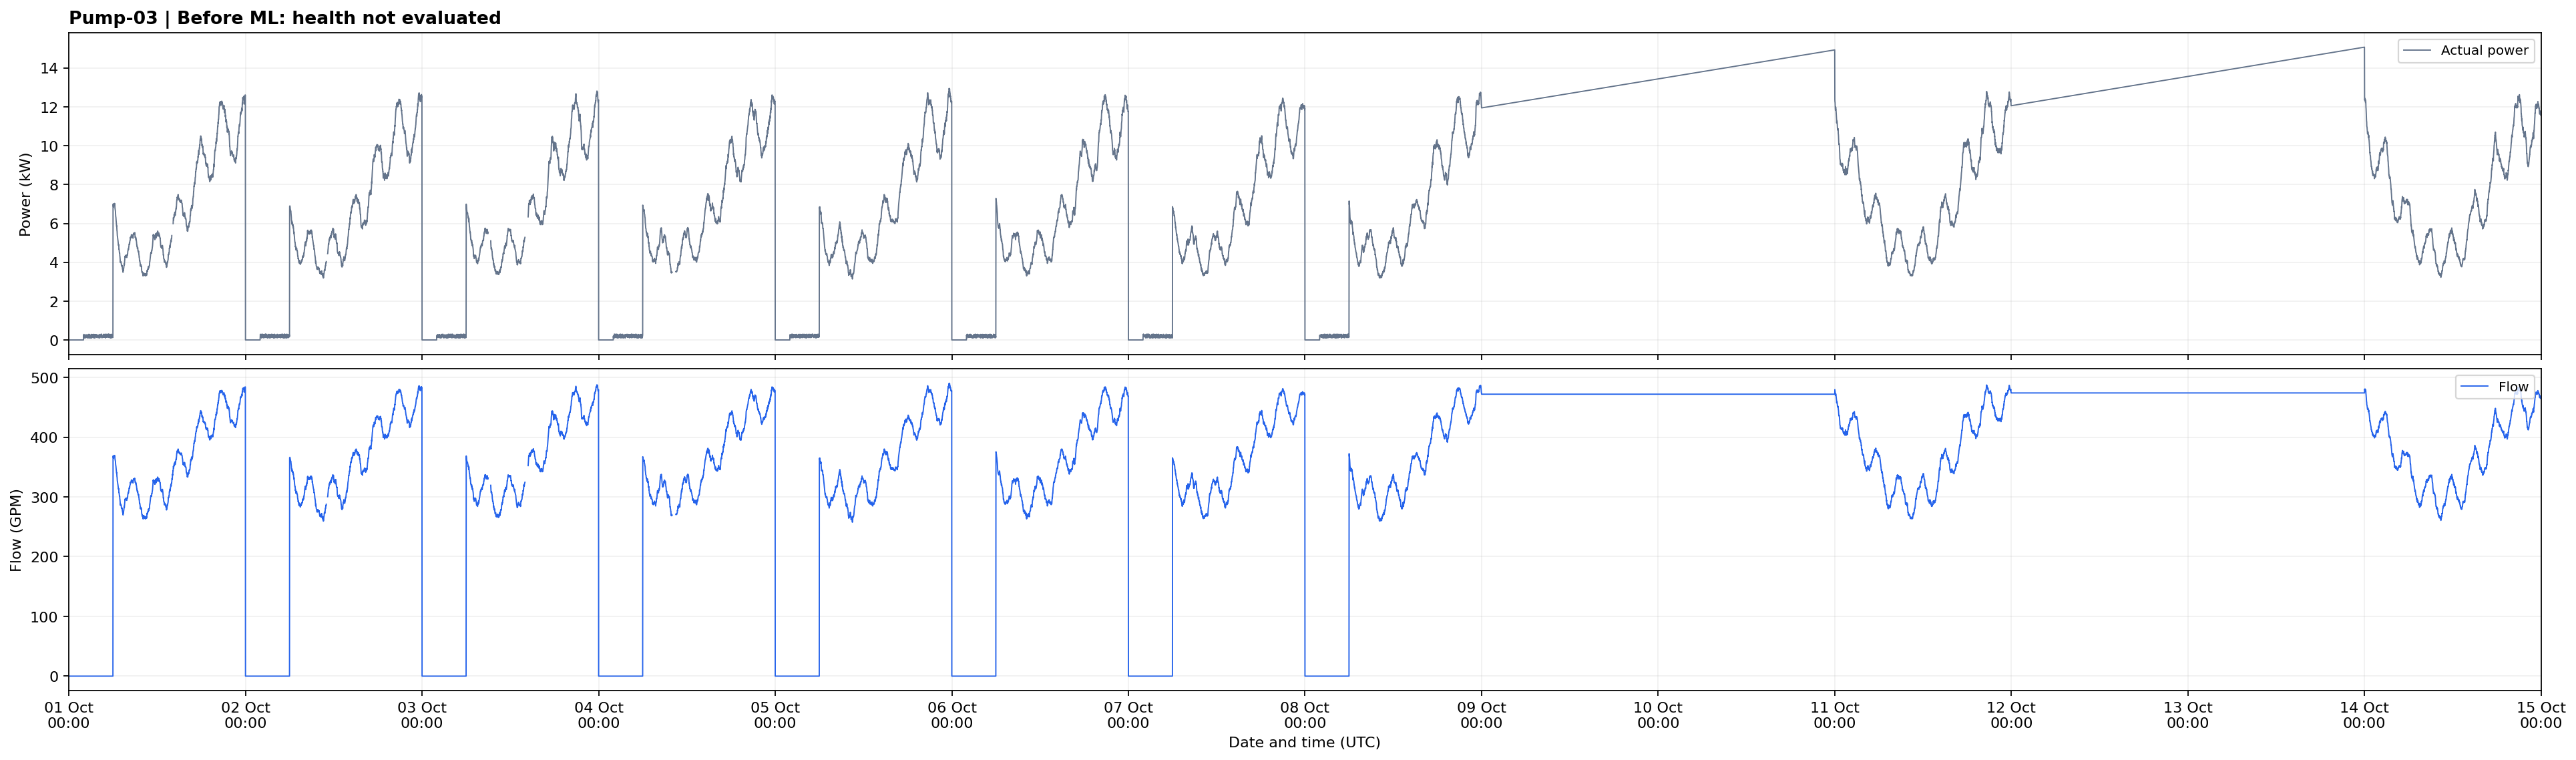 Pump-03 | Before ML: health not evaluated
Actual power
14
12
10
8
6
4
2
0
Power (kW)
Flow
500
400
300
200
100
0
Flow (GPM)
01 Oct 02 Oct 03 Oct 04 Oct 05 Oct 06 Oct 07 Oct 08 Oct 09 Oct 10 Oct 11 Oct 12 Oct 13 Oct 14 Oct 15 Oct
00:00 00:00 00:00 00:00 00:00 00:00 00:00 00:00 00:00 00:00 00:00 00:00 00:00 00:00 00:00
Date and time (UTC)